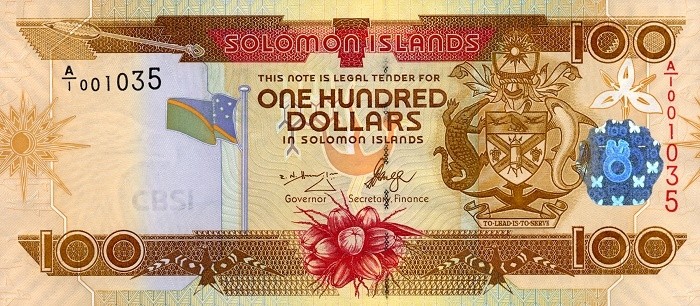 SOLOMON ISLANDS
100
A/1 001035
THIS NOTE IS LEGAL TENDER FOR
ONE HUNDRED
DOLLARS
IN SOLOMON ISLANDS
A/1 001035
100
CBSI
Governor Secretary, Finance
TO LEAD IS TO SERVE
100
100